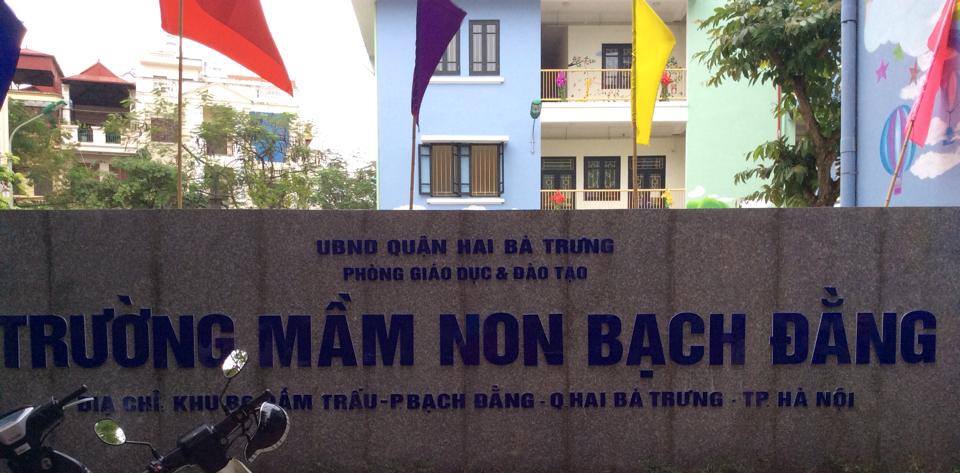 UBND QUẬN HAI BÀ TRƯNG
PHÒNG GIÁO DỤC & ĐÀO TẠO
TRƯỜNG MẦM NON BẠCH ĐẰNG
ĐỊA CHỈ: KHU ĐẦM TRẤU-P.BẠCH ĐẰNG - Q.HAI BÀ TRƯNG - TP. HÀ NỘI